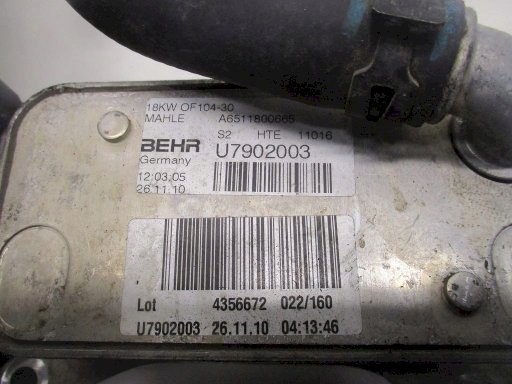 18KW OF104-30
MAHLE A6511800665
S2 HTE 11016
BEHR U7902003
Germany
12:03:05
26.11.10
Lot 4356672 022/160
U7902003 26.11.10 04:13:46